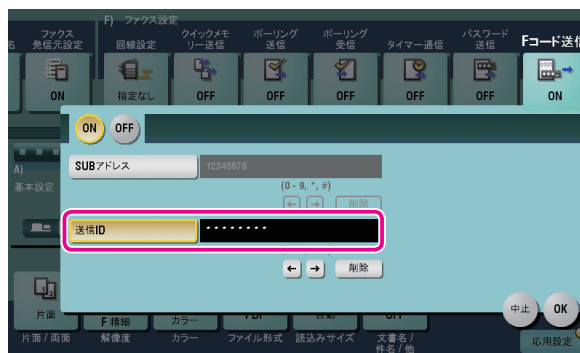 F) ファクス設定
名
ファクス
発信元設定
回線設定
クイックメモ
リー送信
ポーリング
送信
ポーリング
受信
タイマー通信
パスワード
送信
Fコード送信
ON
指定なし
OFF
OFF
OFF
OFF
OFF
ON
ON
OFF
A)
基本設定
SUBアドレス
12345678
(0 - 9, *, #)
← → 削除
送信ID
* * * * * * * *
← → 削除
中止
OK
片面
F 精細
カラー
自動
OFF
片面 / 両面
解像度
カラー
ファイル形式
読込みサイズ
文書名 /
件名 / 他
応用設定